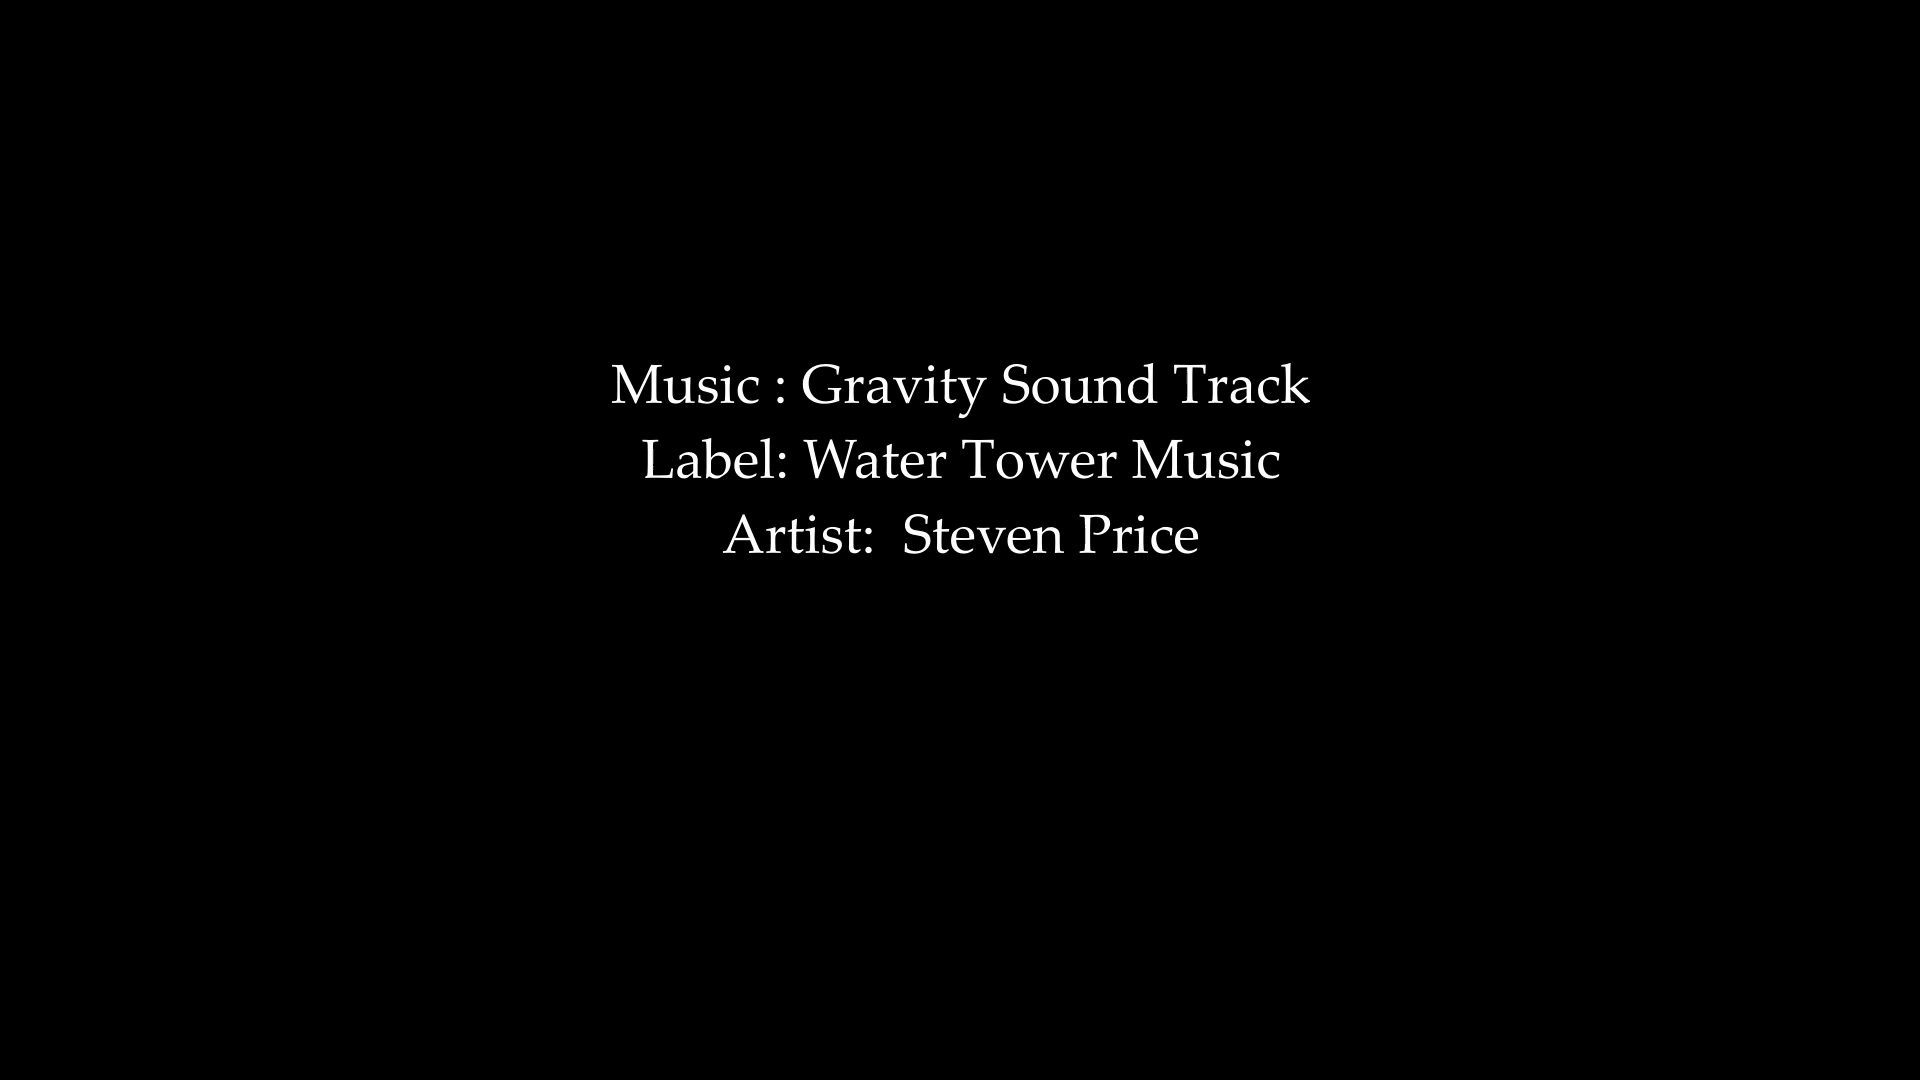 Music : Gravity Sound Track
Label: Water Tower Music
Artist:  Steven Price